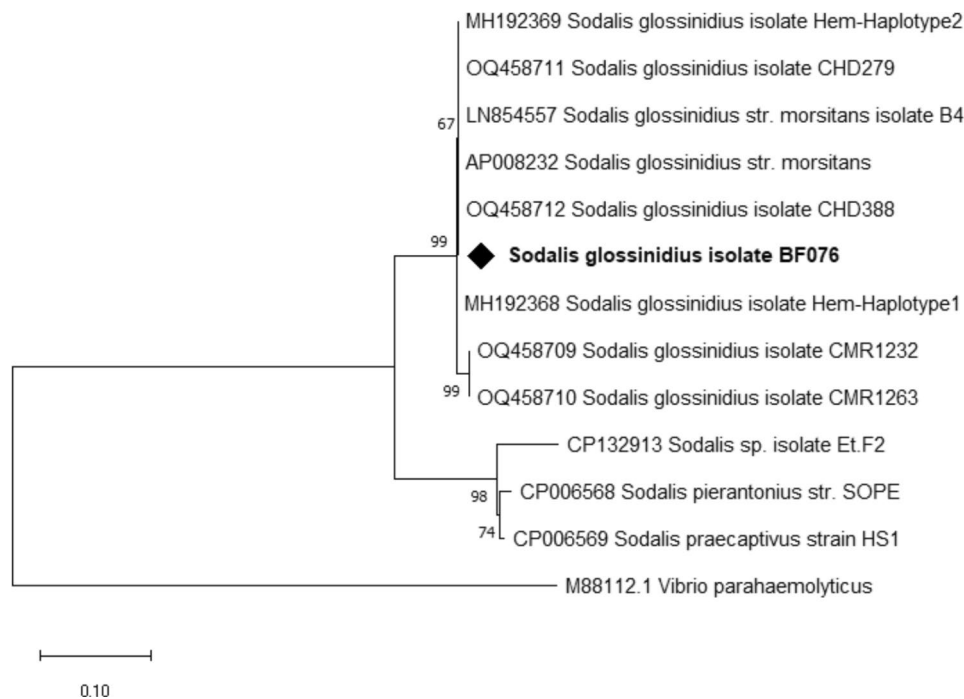 MH192369 Sodalis glossinidius isolate Hem-Haplotype2
OQ458711 Sodalis glossinidius isolate CHD279
67
LN854557 Sodalis glossinidius str. morsitans isolate B4
AP008232 Sodalis glossinidius str. morsitans
OQ458712 Sodalis glossinidius isolate CHD388
99
Sodalis glossinidius isolate BF076
MH192368 Sodalis glossinidius isolate Hem-Haplotype1
OQ458709 Sodalis glossinidius isolate CMR1232
99
OQ458710 Sodalis glossinidius isolate CMR1263
CP132913 Sodalis sp. isolate Et.F2
98
CP006568 Sodalis pierantonius str. SOPE
74
CP006569 Sodalis praecaptivus strain HS1
M88112.1 Vibrio parahaemolyticus
0.10